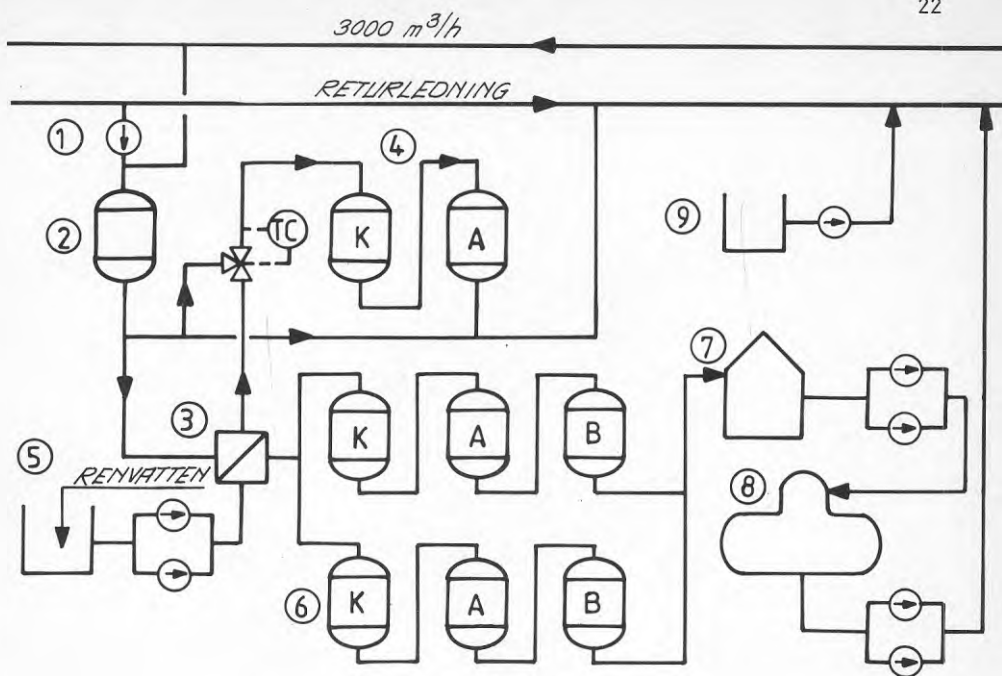 22
3000 m³/h
RETURLEDNING
1
4
2
TC
K
A
9
7
3
K
A
B
5
RENVATTEN
8
6
K
A
B